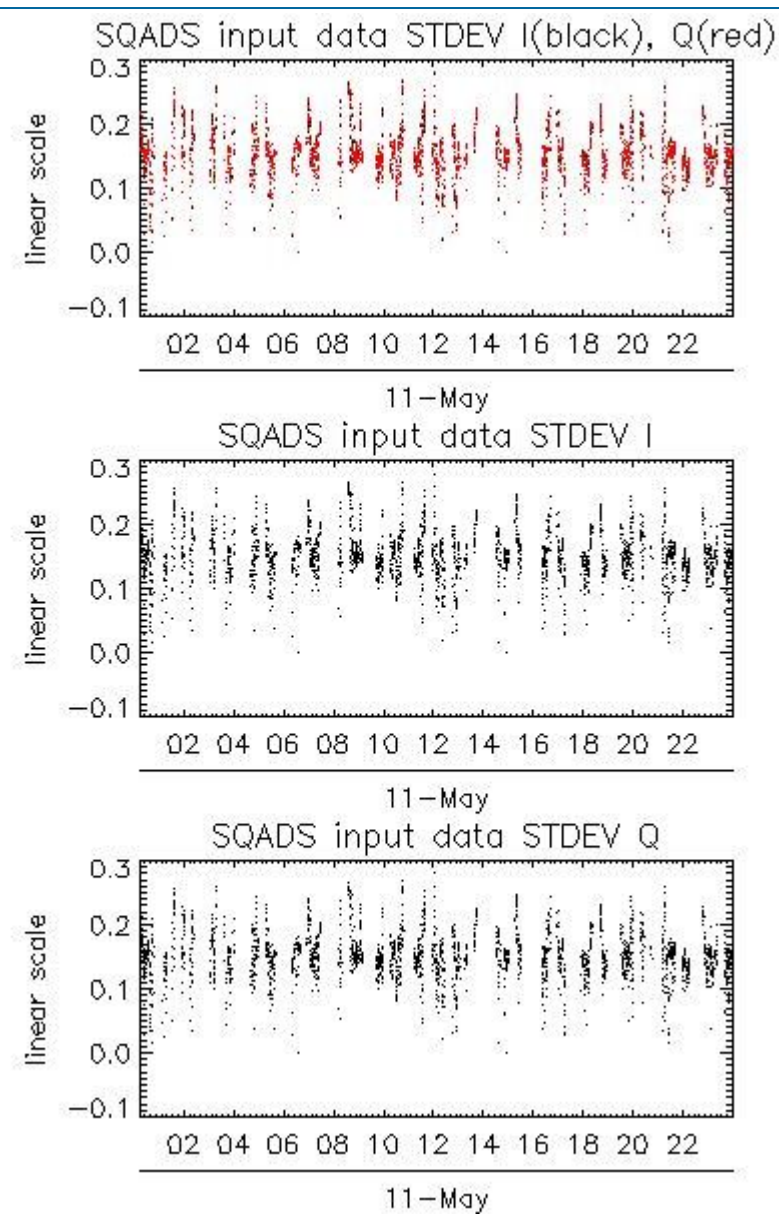 SQADS input data STDEV I(black), Q(red)
0.3
0.2
0.1
0.0
-0.1
linear scale
02 04 06 08 10 12 14 16 18 20 22
11-May
SQADS input data STDEV I
0.3
0.2
0.1
0.0
-0.1
linear scale
02 04 06 08 10 12 14 16 18 20 22
11-May
SQADS input data STDEV Q
0.3
0.2
0.1
0.0
-0.1
linear scale
02 04 06 08 10 12 14 16 18 20 22
11-May